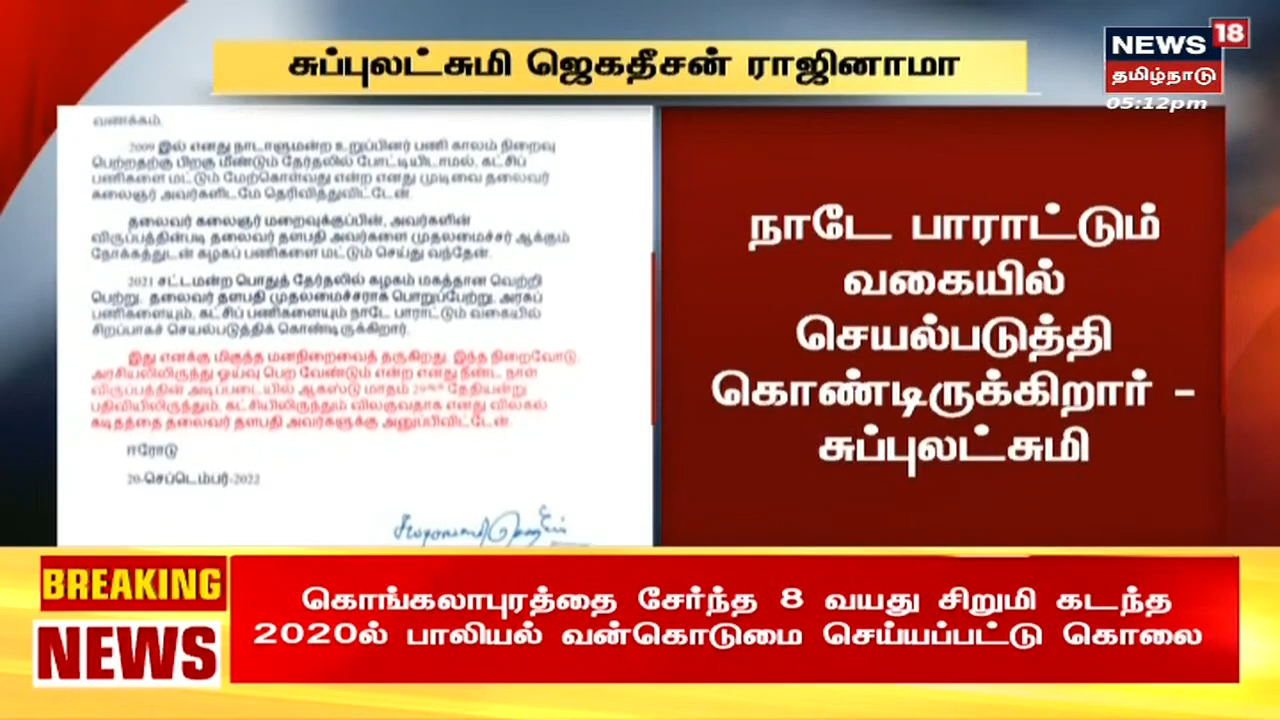 சுப்புலட்சுமி ஜெகதீசன் ராஜினாமா
NEWS 18
தமிழ்நாடு
05:12pm
வணக்கம்,
2009 இல் எனது நாடாளுமன்ற உறுப்பினர் பணி காலம் நிறைவு
பெற்றதற்கு பிறகு மீண்டும் தேர்தலில் போட்டியிடாமல், கட்சிப்
பணிகளை மட்டும் மேற்கொள்வது என்ற எனது முடிவை தலைவர்
கலைஞர் அவர்களிடமே தெரிவித்துவிட்டேன்.
தலைவர் கலைஞர் மறைவுக்குப்பின், அவர்களின்
விருப்பத்தின்படி தலைவர் தளபதி அவர்களை முதலமைச்சர் ஆக்கும்
நோக்கத்துடன் கழகப் பணிகளை மட்டும் செய்து வந்தேன்.
2021 சட்டமன்ற பொதுத் தேர்தலில் கழகம் மகத்தான வெற்றி
பெற்று, தலைவர் தளபதி முதலமைச்சராக பொறுப்பேற்று, அரசுப்
பணிகளையும், கட்சிப் பணிகளையும் நாடே பாராட்டும் வகையில்
சிறப்பாகச் செயல்படுத்திக் கொண்டிருக்கிறார்.
இது எனக்கு மிகுந்த மனநிறைவைத் தருகிறது. இந்த நிறைவோடு
அரசியலிலிருந்து ஓய்வு பெற வேண்டும் என்ற எனது நீண்ட நாள்
விருப்பத்தின் அடிப்படையில் ஆகஸ்டு மாதம் தேதியன்று
பதிவியிலிருந்தும், கட்சியிலிருந்தும் விலகுவதாக எனது விலகல்
கடிதத்தை தலைவர் தளபதி அவர்களுக்கு அனுப்பிவிட்டேன்.
ஈரோடு
20-செப்டெம்பர்-2022
நாடே பாராட்டும்
வகையில்
செயல்படுத்தி
கொண்டிருக்கிறார் -
சுப்புலட்சுமி
BREAKING
NEWS
கொங்கலாபுரத்தை சேர்ந்த 8 வயது சிறுமி கடந்த
2020ல் பாலியல் வன்கொடுமை செய்யப்பட்டு கொலை